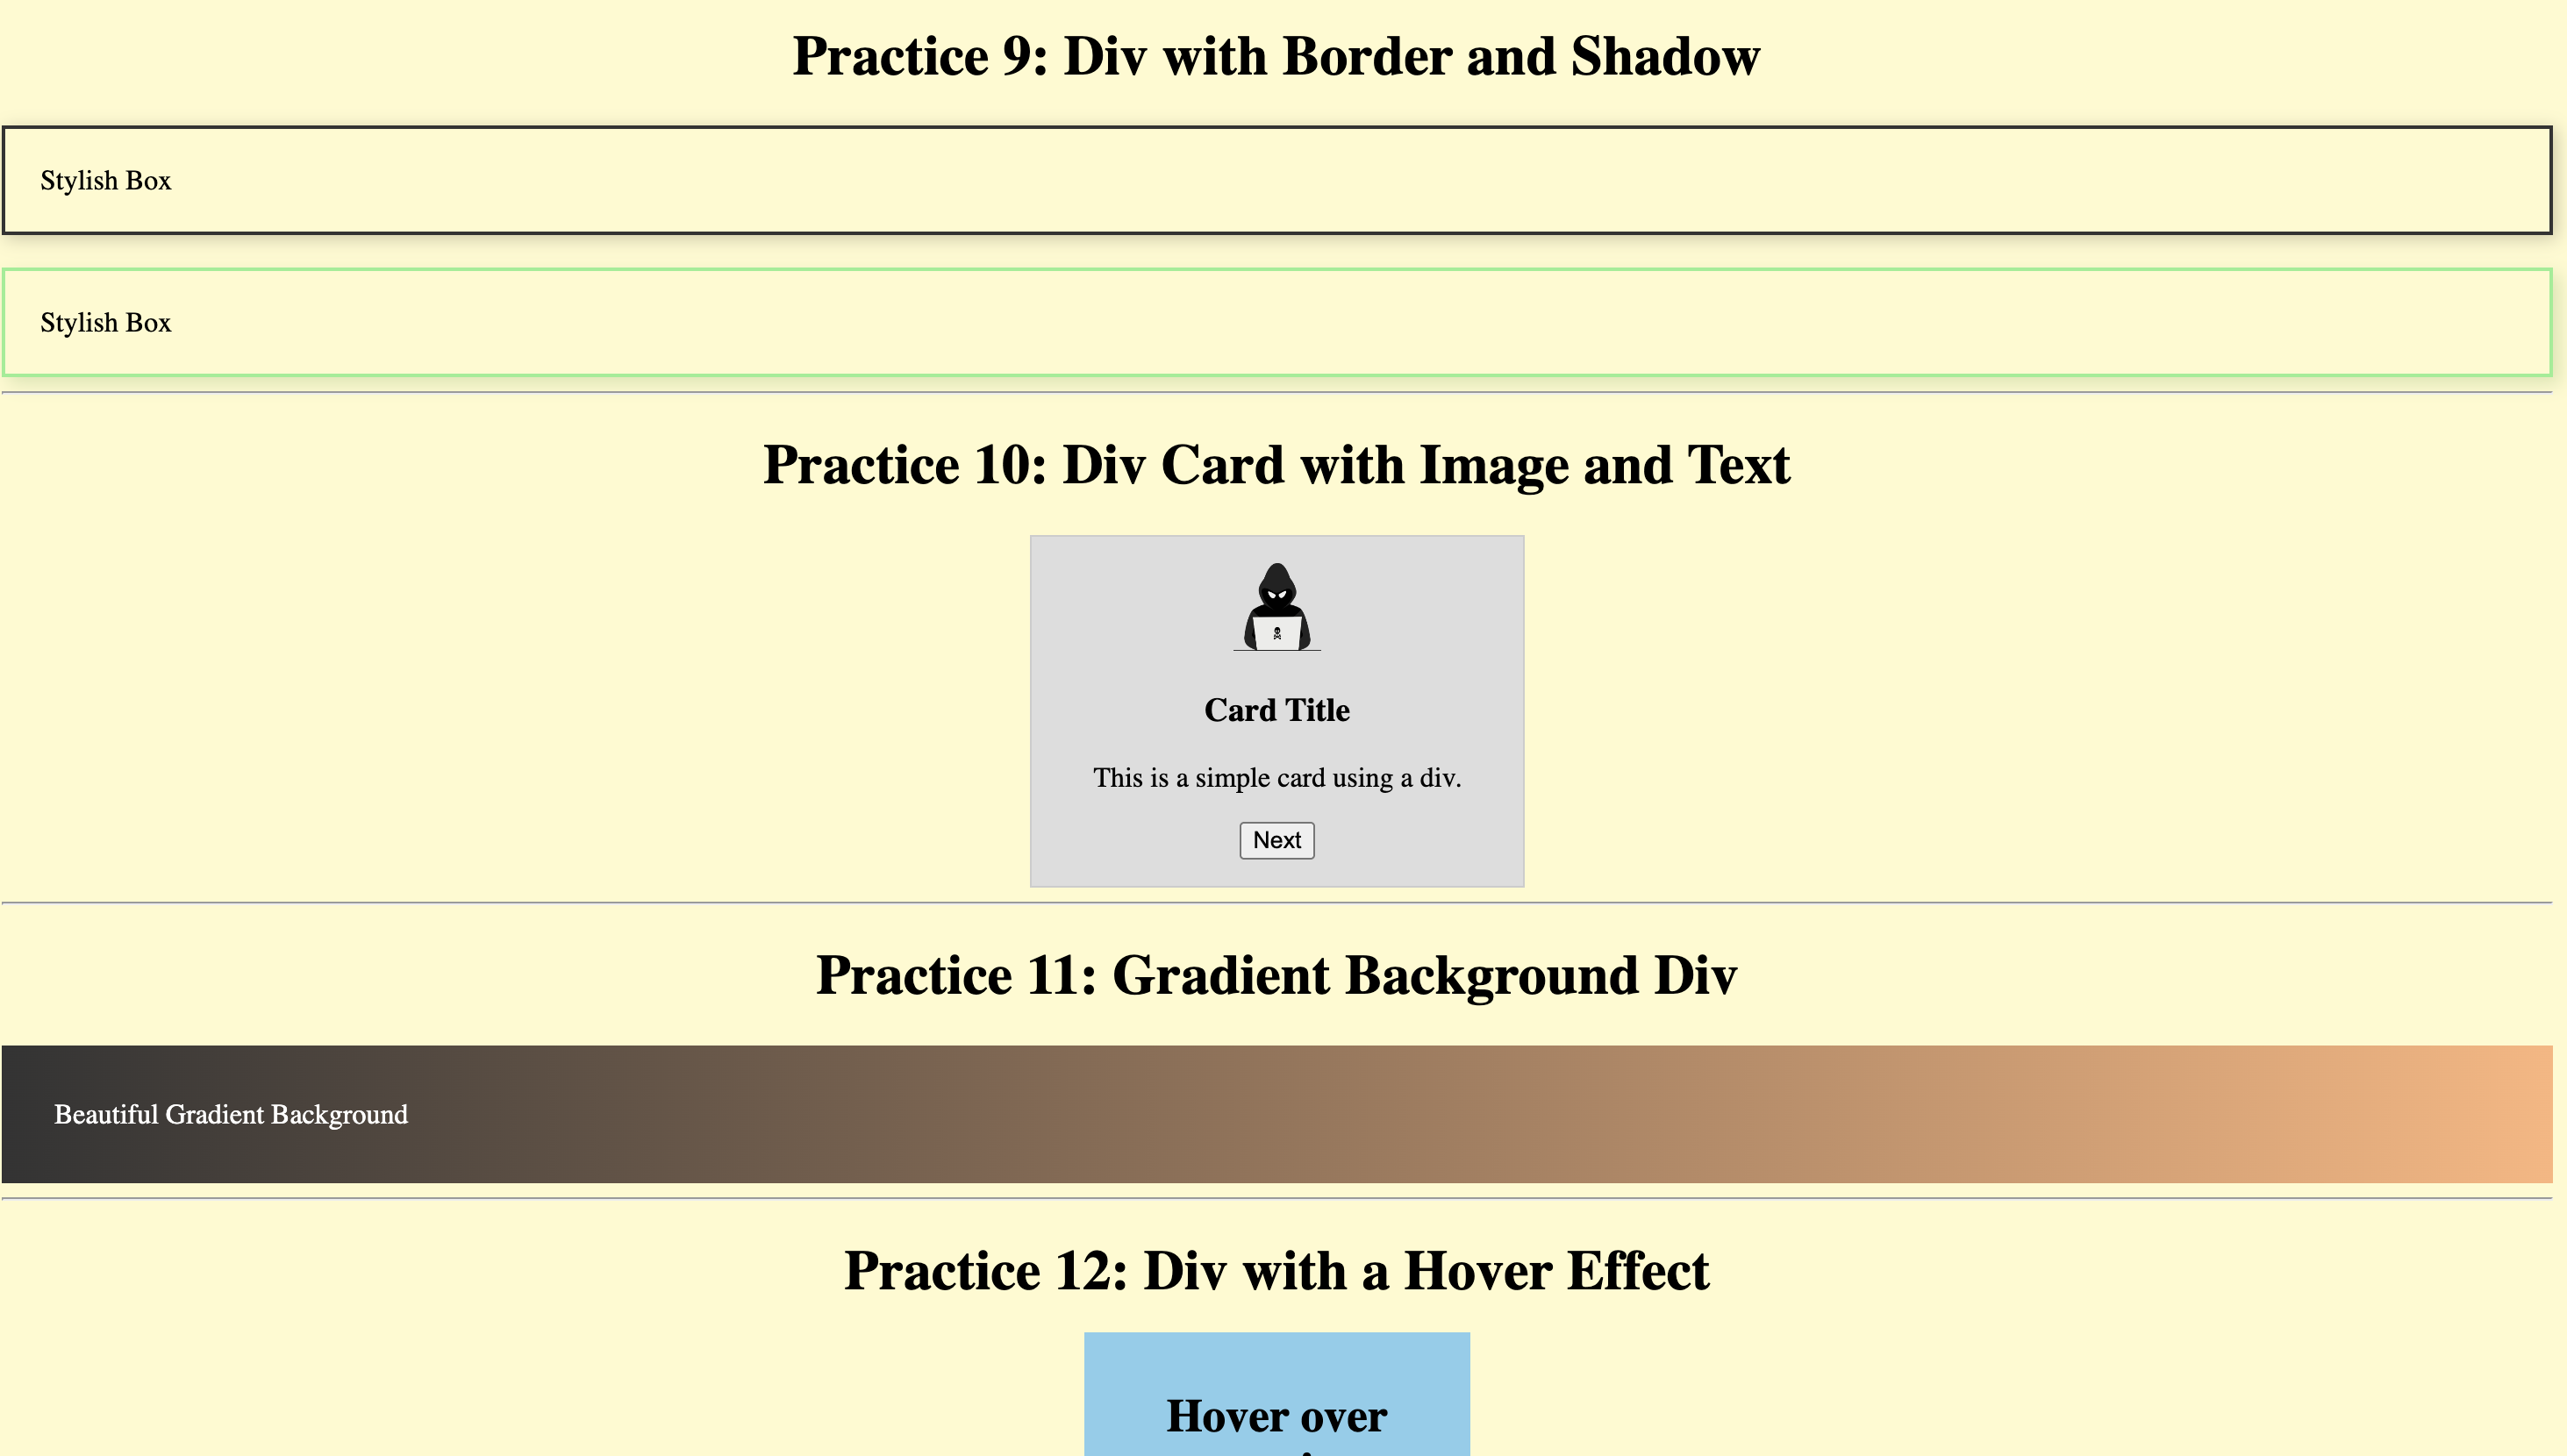 Practice 9: Div with Border and Shadow
Stylish Box
Stylish Box
Practice 10: Div Card with Image and Text
Card Title
This is a simple card using a div.
Next
Practice 11: Gradient Background Div
Beautiful Gradient Background
Practice 12: Div with a Hover Effect
Hover over